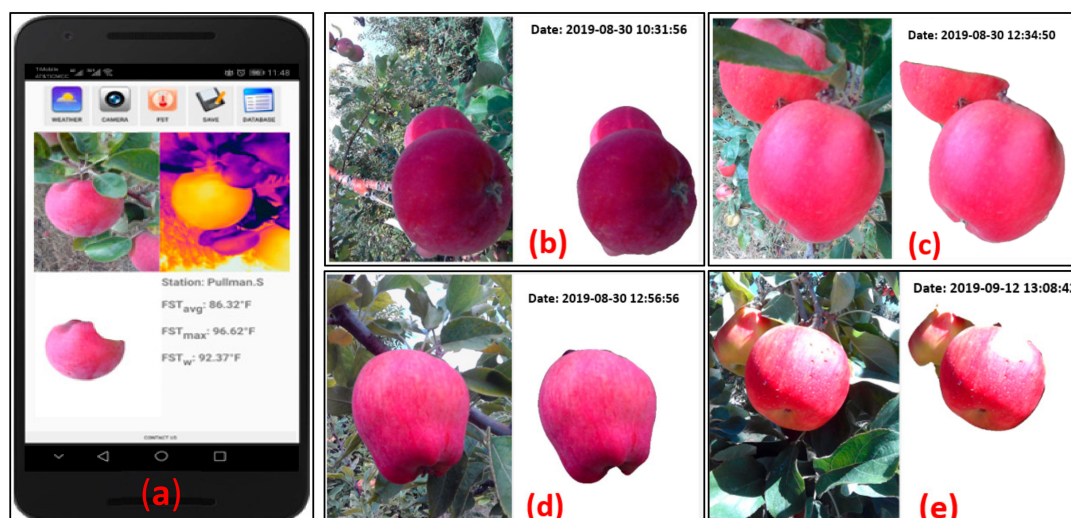 11:48
WEATHER CAMERA FST SAVE DATABASE
Station: Pullman.S
FSTavg: 86.32°F
FSTmax: 96.62°F
FSTw: 92.37°F
CONTACT US
(a)
Date: 2019-08-30 10:31:56
(b)
Date: 2019-08-30 12:34:50
(c)
Date: 2019-08-30 12:56:56
(d)
Date: 2019-09-12 13:08:42
(e)